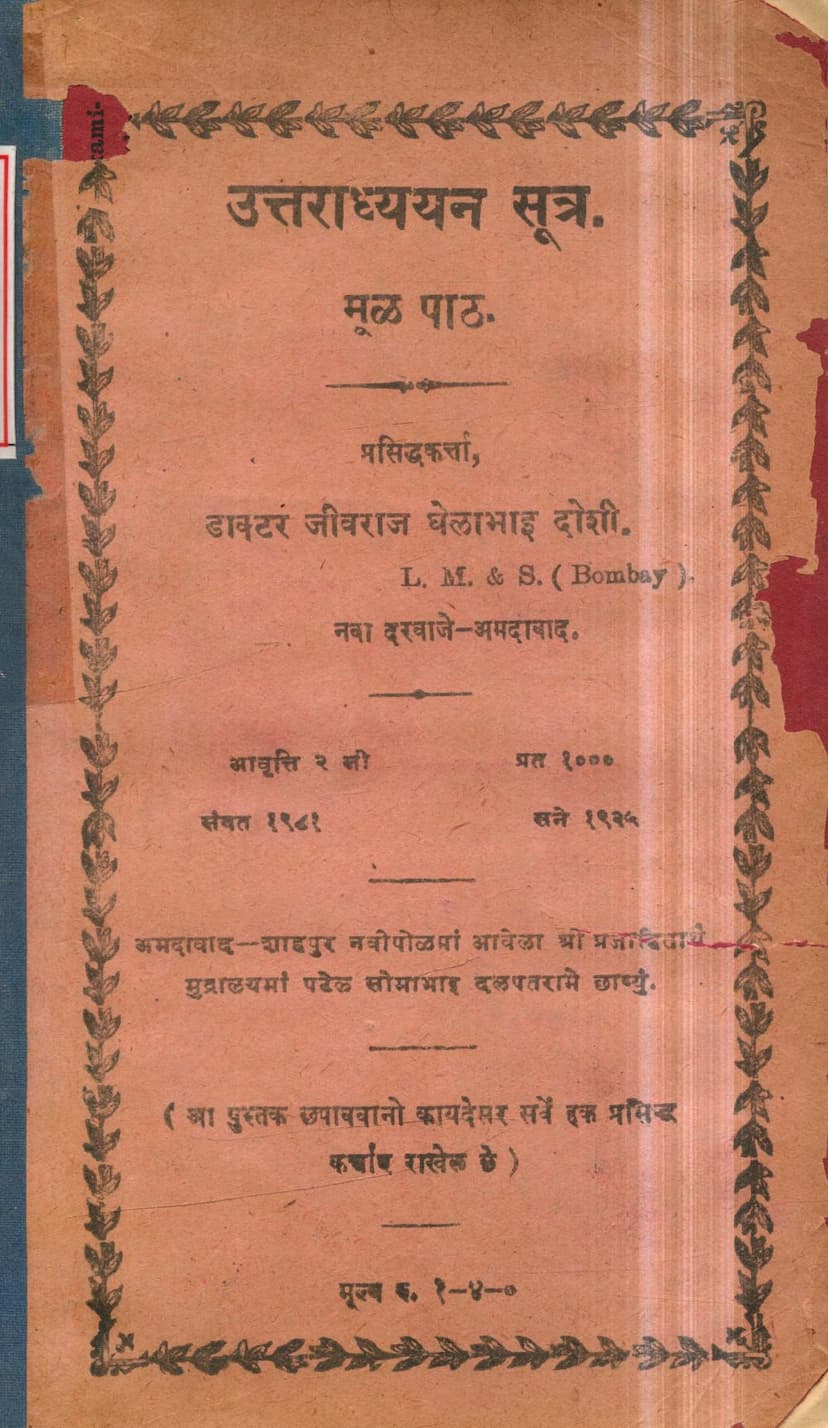 ami-
उत्तराध्ययन सूत्र.
मूळ पाठ.
प्रसिद्धकर्त्ता,
डाक्टर जीवराज घेलाभाइ दोशी.
L. M. & S. ( Bombay ).
नवा दरवाजे–अमदावाद.
आवृत्ति २ जी प्रत १०००
संवत १९८१ सने १९२५
अमदावाद—शाहपुर नवीपोळमां आवेला श्री प्रजाहितार्थ
मुद्रालयमां पटेल सोमाभाइ दलपतरामे छाप्युं.
( आ पुस्तक छपाववानो कायदेसर सर्वे हक प्रसिद्ध
राखेल छे )
मूल्य रु. १–४–०